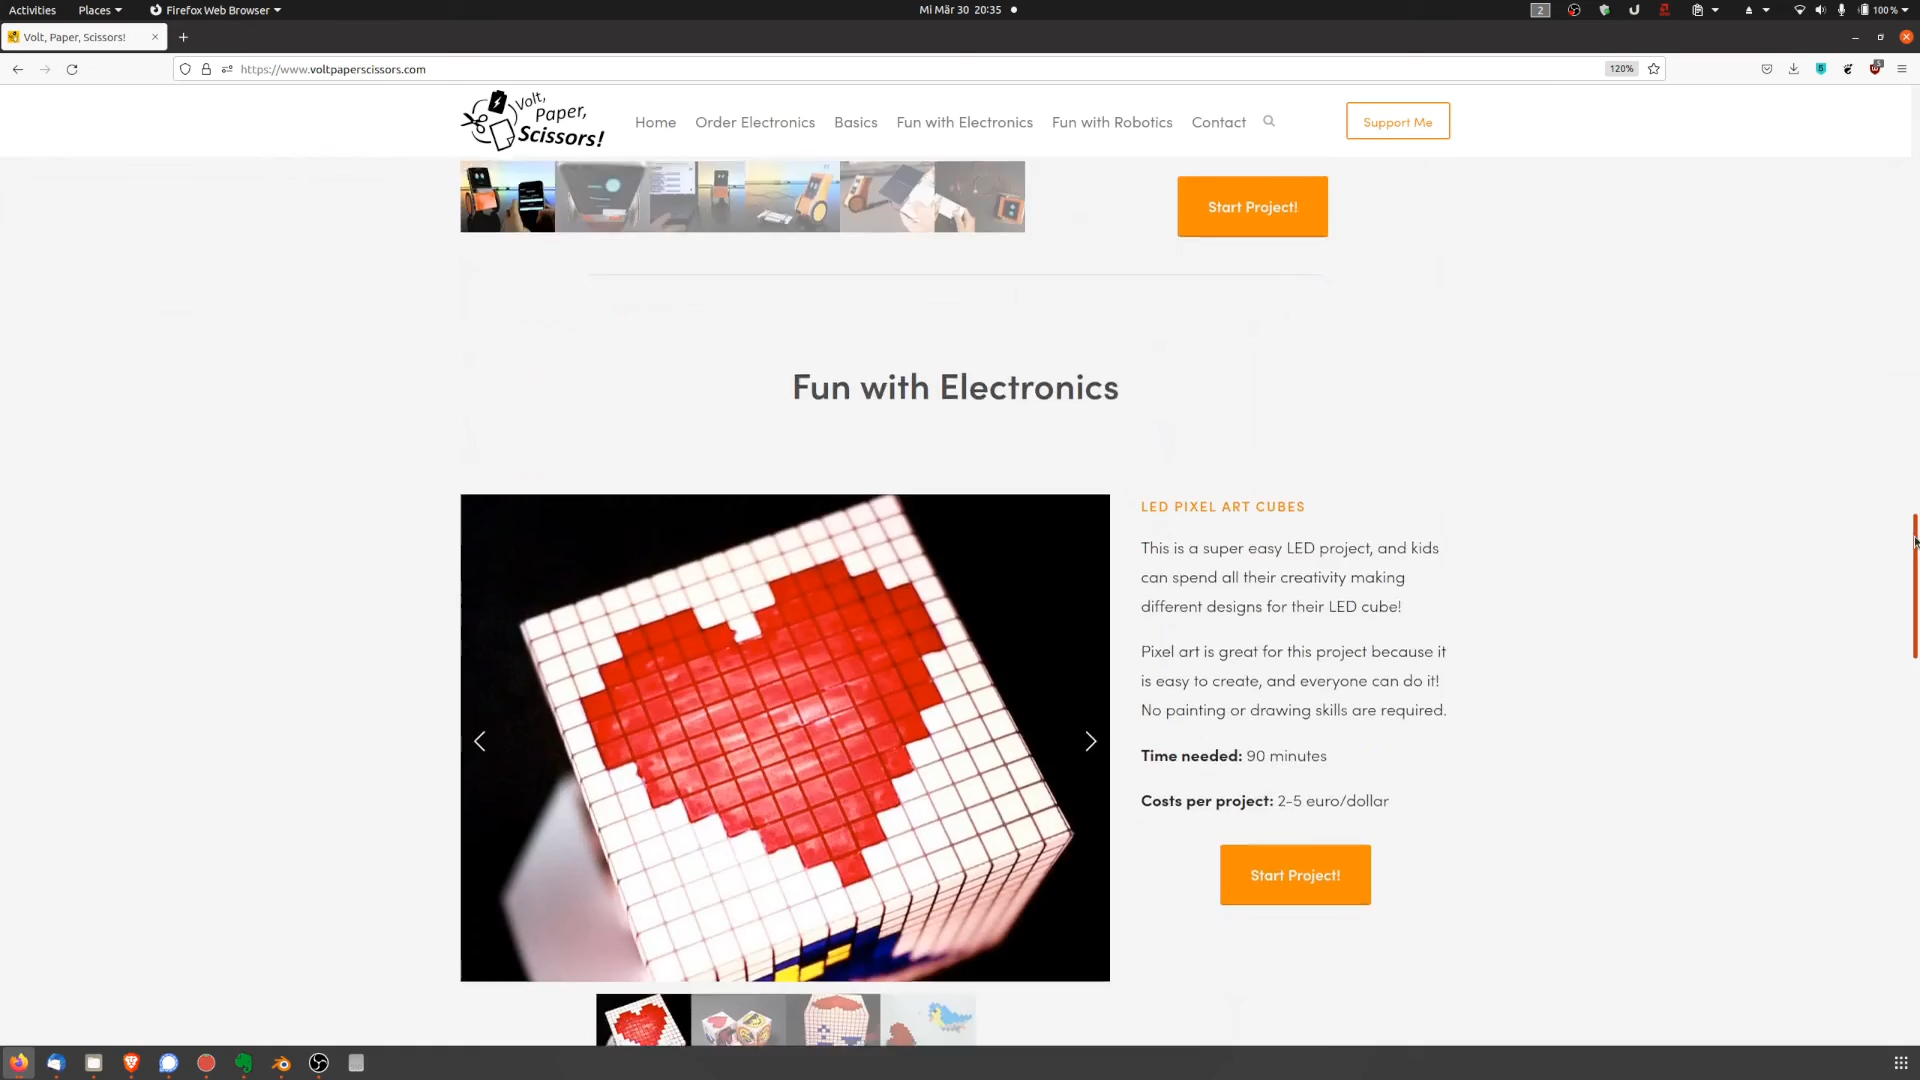 Activities Places Firefox Web Browser Mi Mär 30 20:35 2 100 %
Volt, Paper, Scissors!
https://www.voltpaperscissors.com 120%
Volt,
Paper,
Scissors!
Home Order Electronics Basics Fun with Electronics Fun with Robotics Contact Support Me
Start Project!
Fun with Electronics
LED PIXEL ART CUBES
This is a super easy LED project, and kids
can spend all their creativity making
different designs for their LED cube!
Pixel art is great for this project because it
is easy to create, and everyone can do it!
No painting or drawing skills are required.
Time needed: 90 minutes
Costs per project: 2-5 euro/dollar
Start Project!